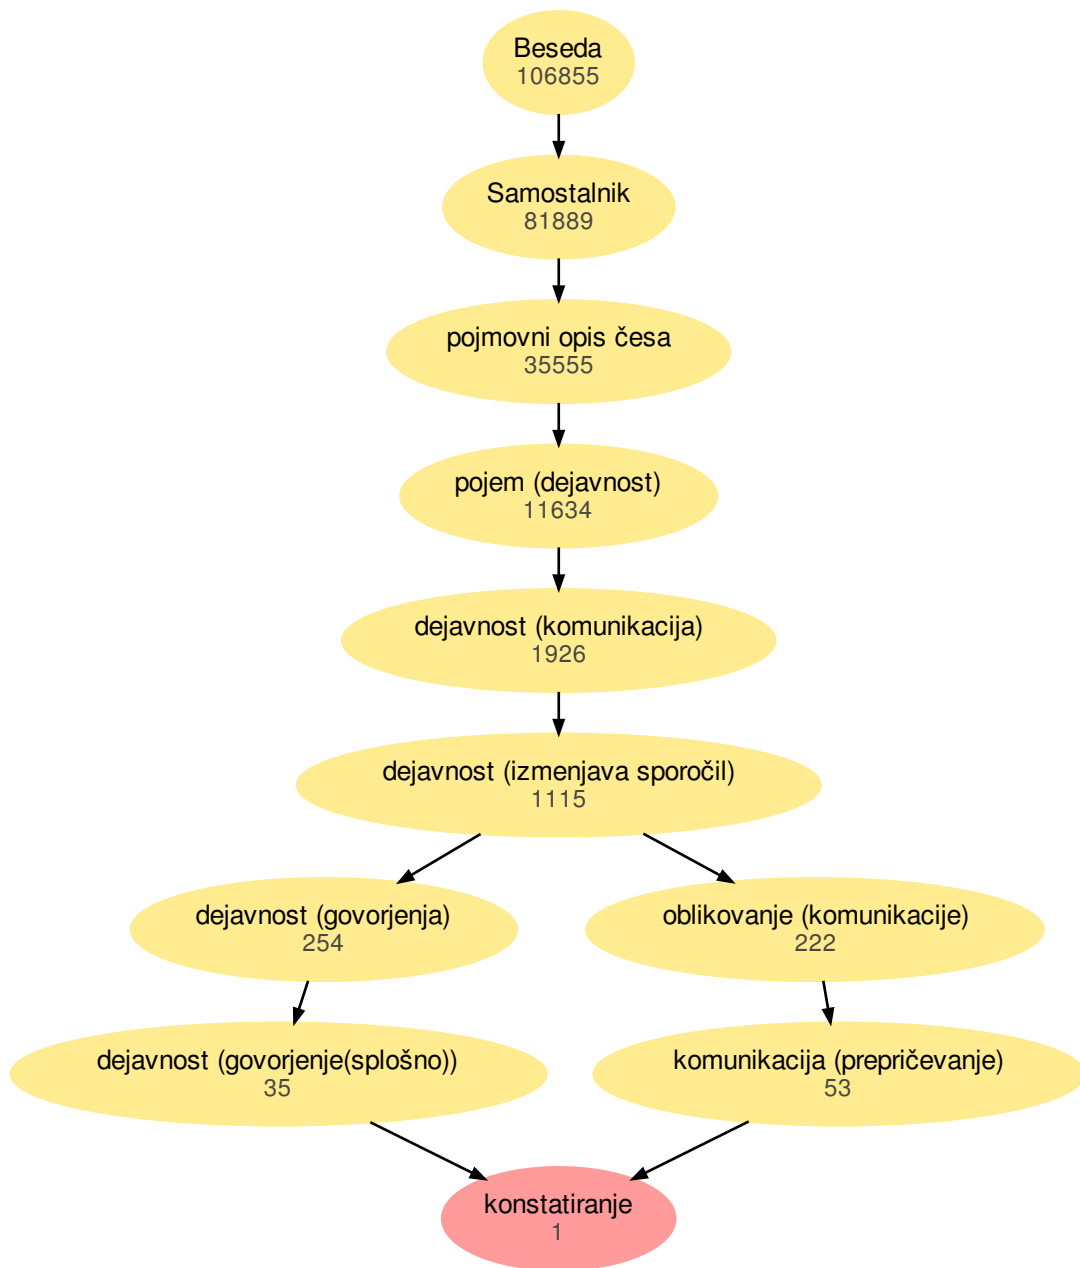 Beseda
106855
Samostalnik
81889
pojmovni opis česa
35555
pojem (dejavnost)
11634
dejavnost (komunikacija)
1926
dejavnost (izmenjava sporočil)
1115
dejavnost (govorjenja)
254
oblikovanje (komunikacije)
222
dejavnost (govorjenje(splošno))
35
komunikacija (prepričevanje)
53
konstatiranje
1